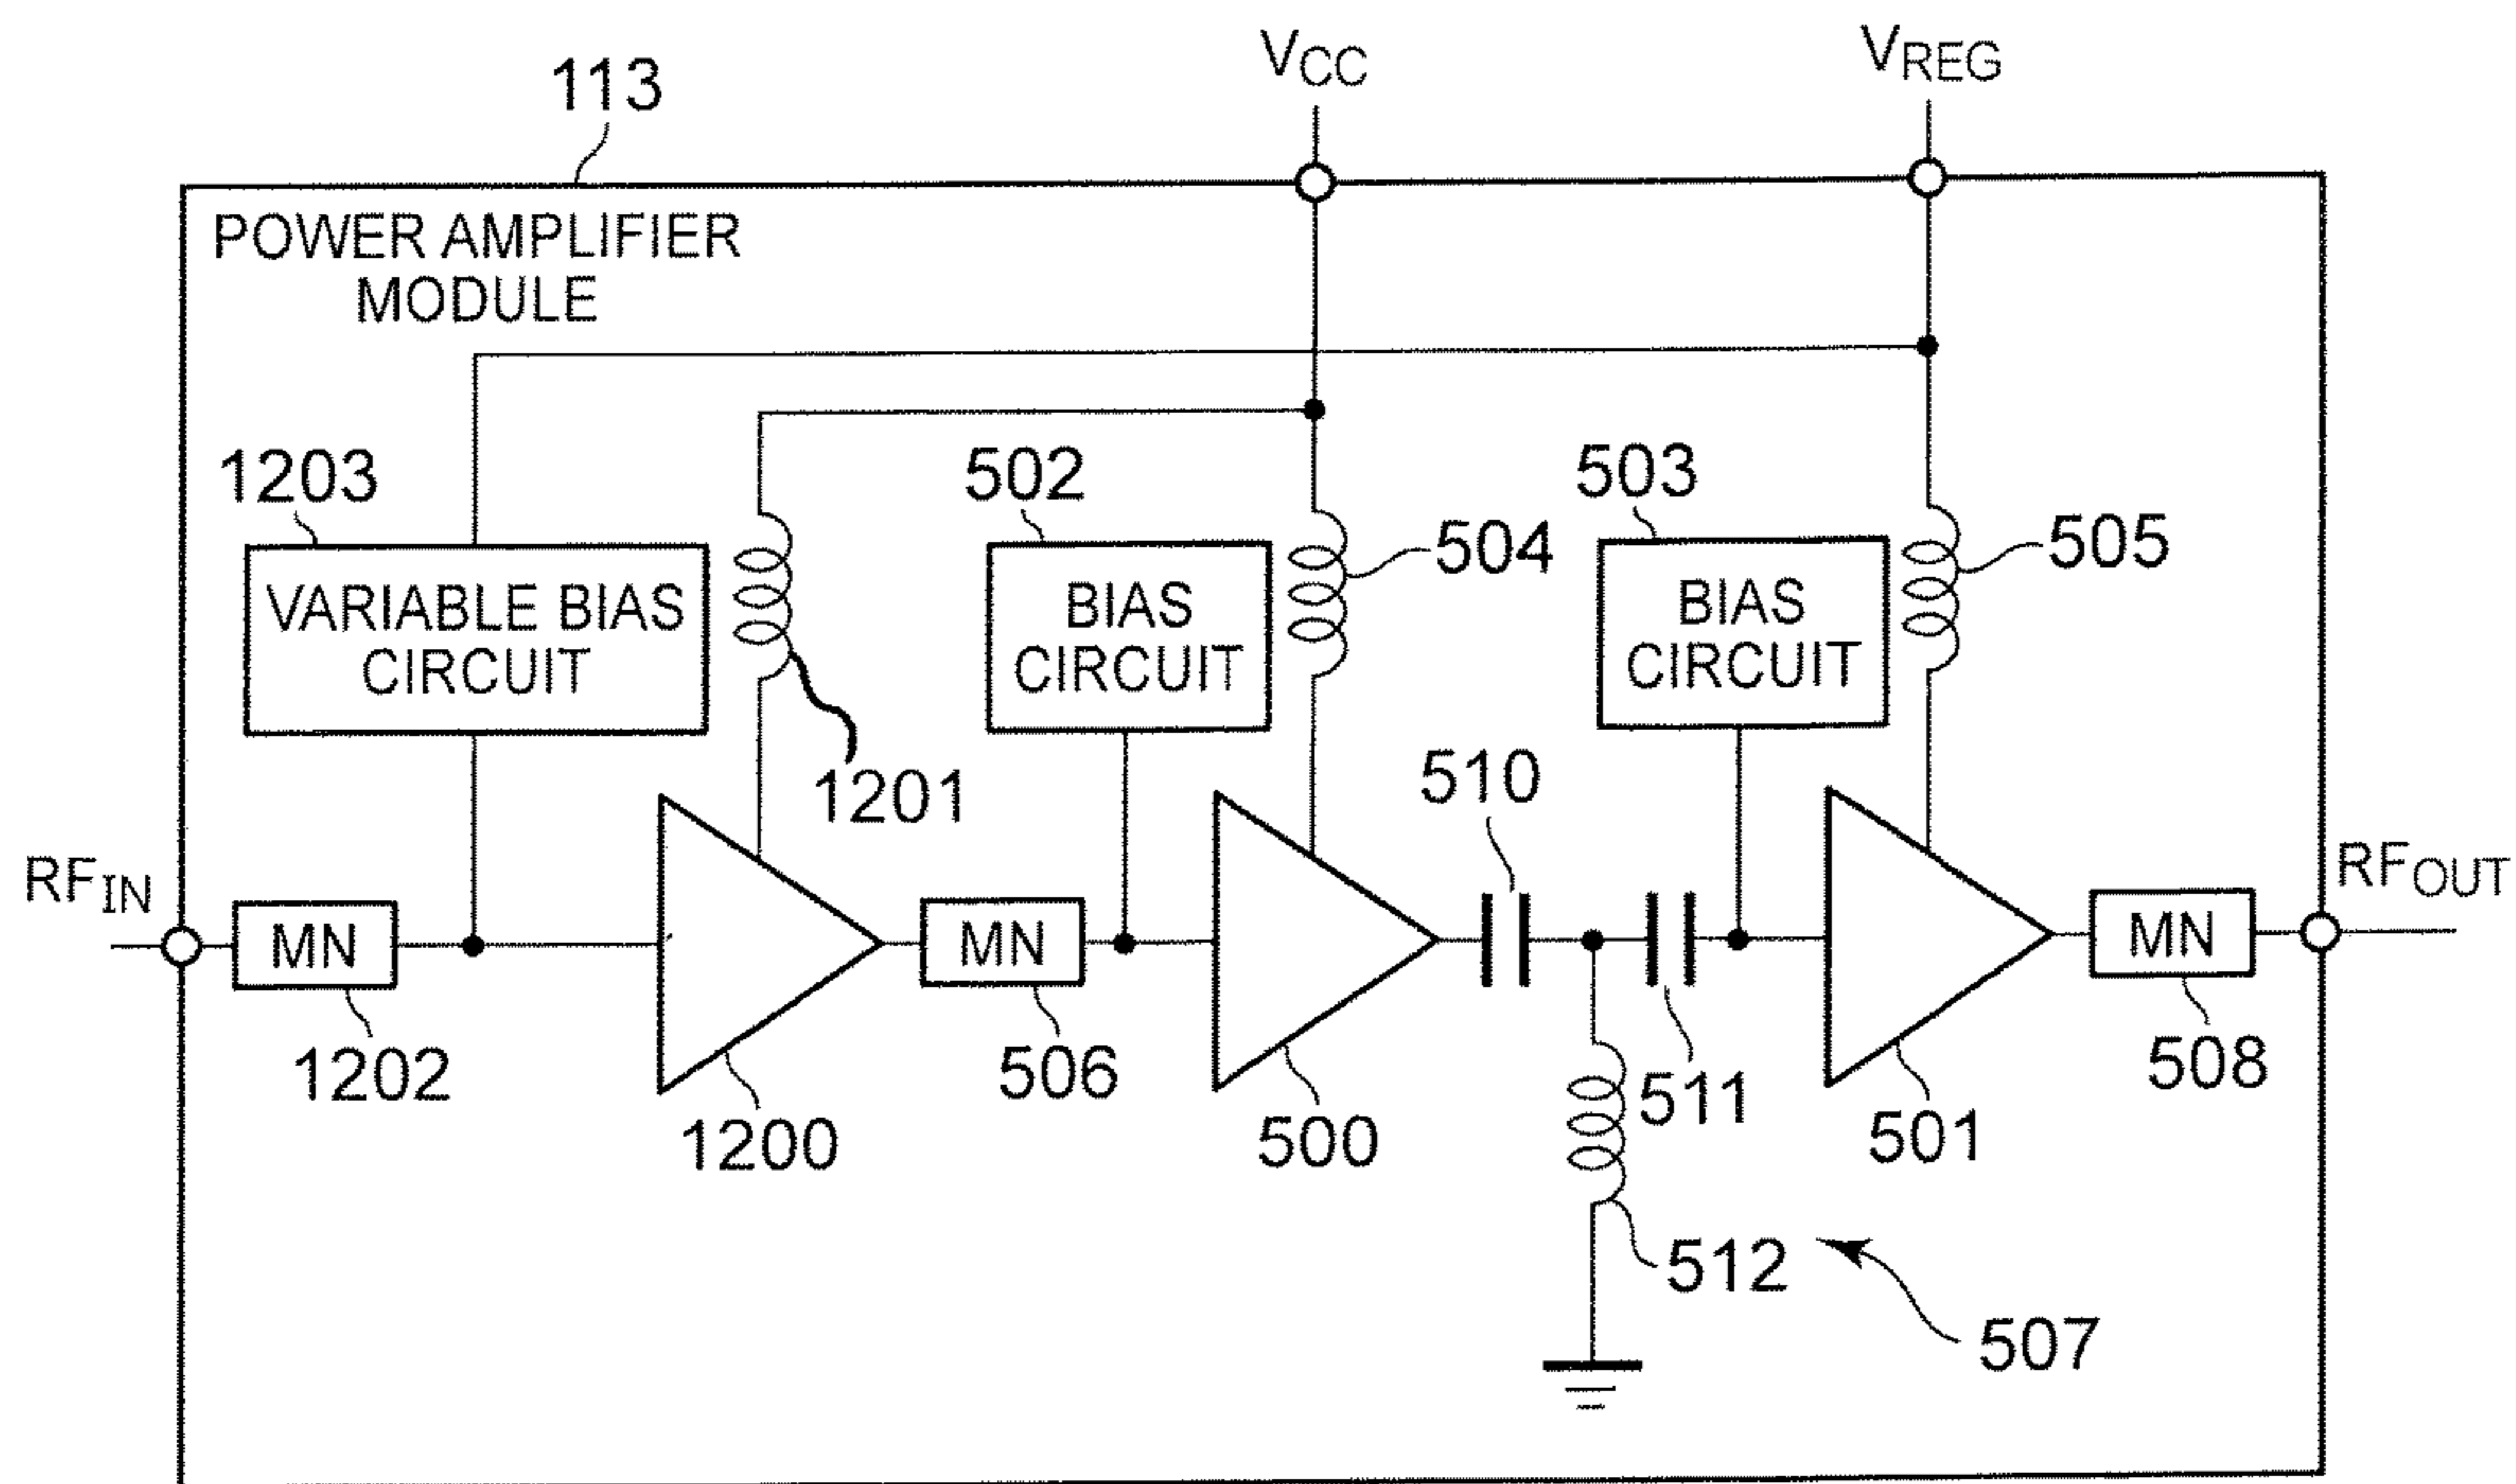 113
VCC
VREG
POWER AMPLIFIER
MODULE
1203
502
503
504
505
VARIABLE BIAS
CIRCUIT
BIAS
CIRCUIT
BIAS
CIRCUIT
1201
510
RFIN
MN
MN
MN
RFOUT
1202
1200
506
500
511
501
508
512
507